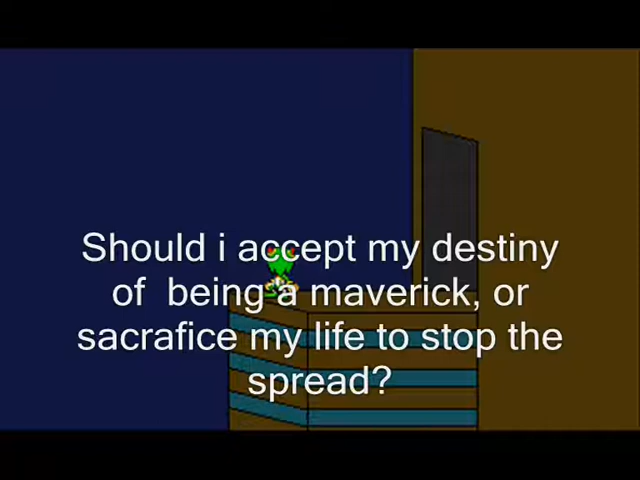 Should i accept my destiny
of  being a maverick, or
sacrafice my life to stop the
spread?